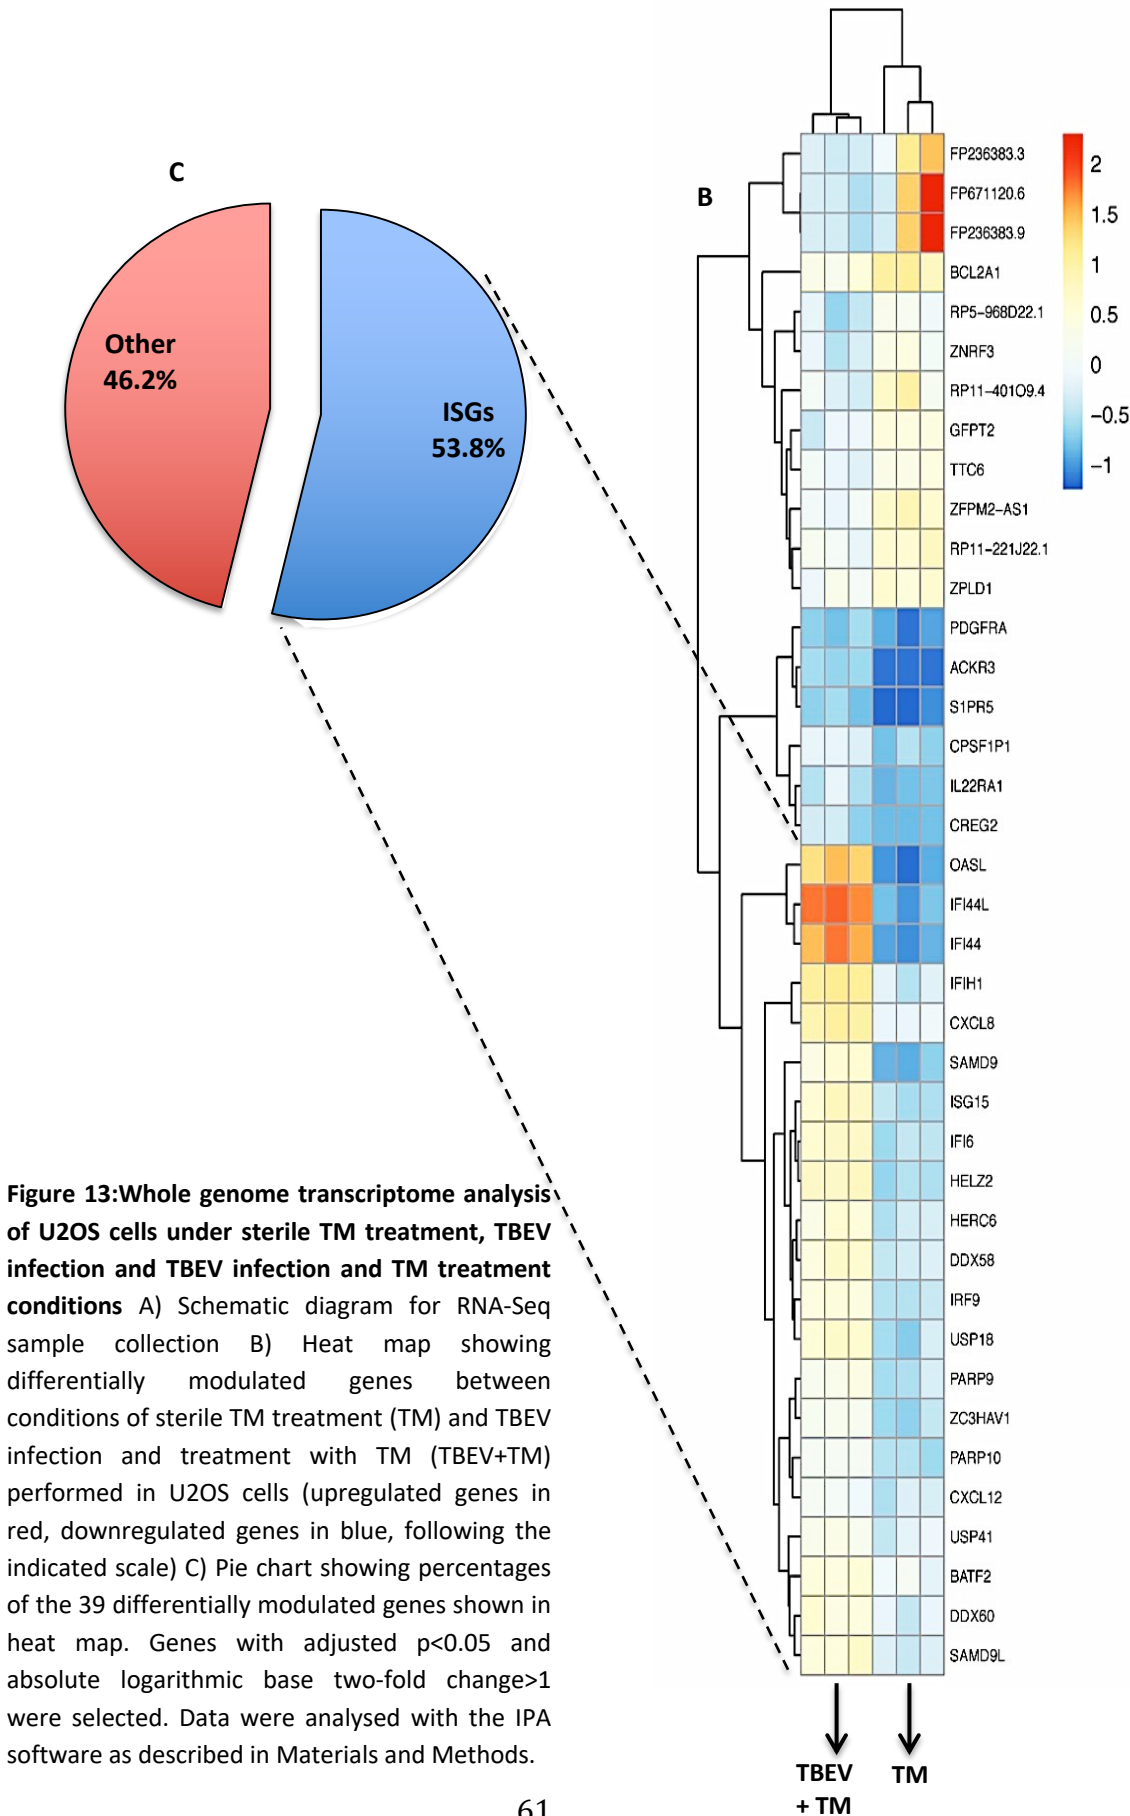 C
Other
46.2%
ISGs
53.8%
B
FP236383.3
FP671120.6
FP236383.9
BCL2A1
RP5-968D22.1
ZNRF3
RP11-401O9.4
GFPT2
TTC6
ZFPM2-AS1
RP11-221J22.1
ZPLD1
PDGFRA
ACKR3
S1PR5
CPSF1P1
IL22RA1
CREG2
OASL
IFI44L
IFI44
IFIH1
CXCL8
SAMD9
ISG15
IFI6
HELZ2
HERC6
DDX58
IRF9
USP18
PARP9
ZC3HAV1
PARP10
CXCL12
USP41
BATF2
DDX60
SAMD9L
2
1.5
1
0.5
0
-0.5
-1
TBEV
+ TM
TM
Figure 13:Whole genome transcriptome analysis
of U2OS cells under sterile TM treatment, TBEV
infection and TBEV infection and TM treatment
conditions A) Schematic diagram for RNA-Seq
sample collection B) Heat map showing
differentially modulated genes between
conditions of sterile TM treatment (TM) and TBEV
infection and treatment with TM (TBEV+TM)
performed in U2OS cells (upregulated genes in
red, downregulated genes in blue, following the
indicated scale) C) Pie chart showing percentages
of the 39 differentially modulated genes shown in
heat map. Genes with adjusted p<0.05 and
absolute logarithmic base two-fold change>1
were selected. Data were analysed with the IPA
software as described in Materials and Methods.
61